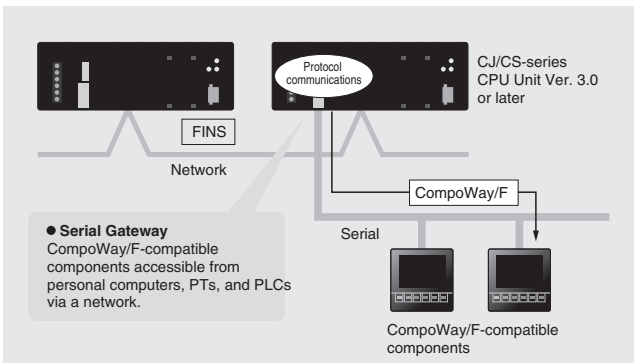 Protocol
communications
CJ/CS-series
CPU Unit Ver. 3.0
or later
FINS
Network
CompoWay/F
● Serial Gateway
CompoWay/F-compatible
components accessible from
personal computers, PTs, and PLCs
via a network.
Serial
CompoWay/F-compatible
components